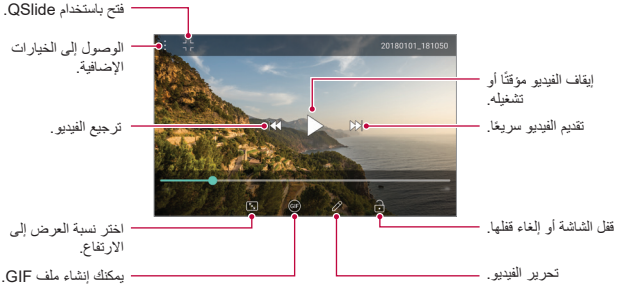 فتح باستخدام QSlide.
الوصول إلى الخيارات
الإضافية.
20180101_181050
إيقاف الفيديو مؤقتًا أو
تشغيله.
ترجيع الفيديو.
تقديم الفيديو سريعًا.
GIF
اختر نسبة العرض إلى
الارتفاع.
قفل الشاشة أو إلغاء قفلها.
يمكنك إنشاء ملف GIF.
تحرير الفيديو.